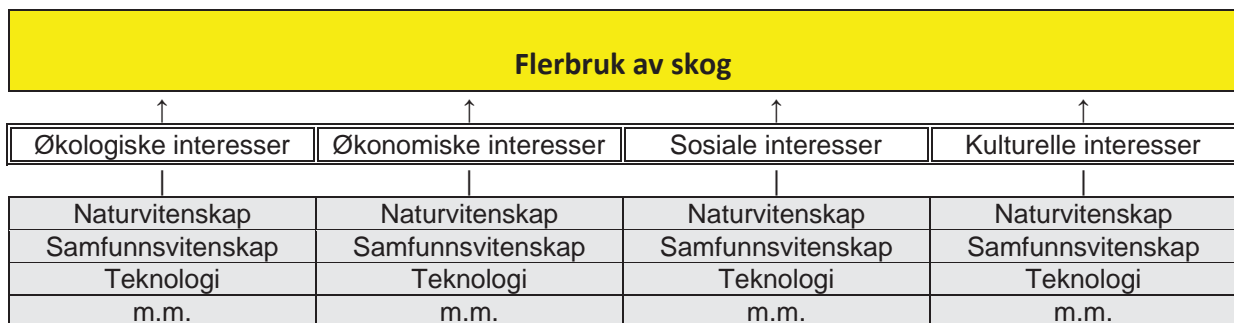 Flerbruk av skog
↑ ↑ ↑ ↑
Økologiske interesser Økonomiske interesser Sosiale interesser Kulturelle interesser
| | | |
Naturvitenskap Naturvitenskap Naturvitenskap Naturvitenskap
Samfunnsvitenskap Samfunnsvitenskap Samfunnsvitenskap Samfunnsvitenskap
Teknologi Teknologi Teknologi Teknologi
m.m. m.m. m.m. m.m.